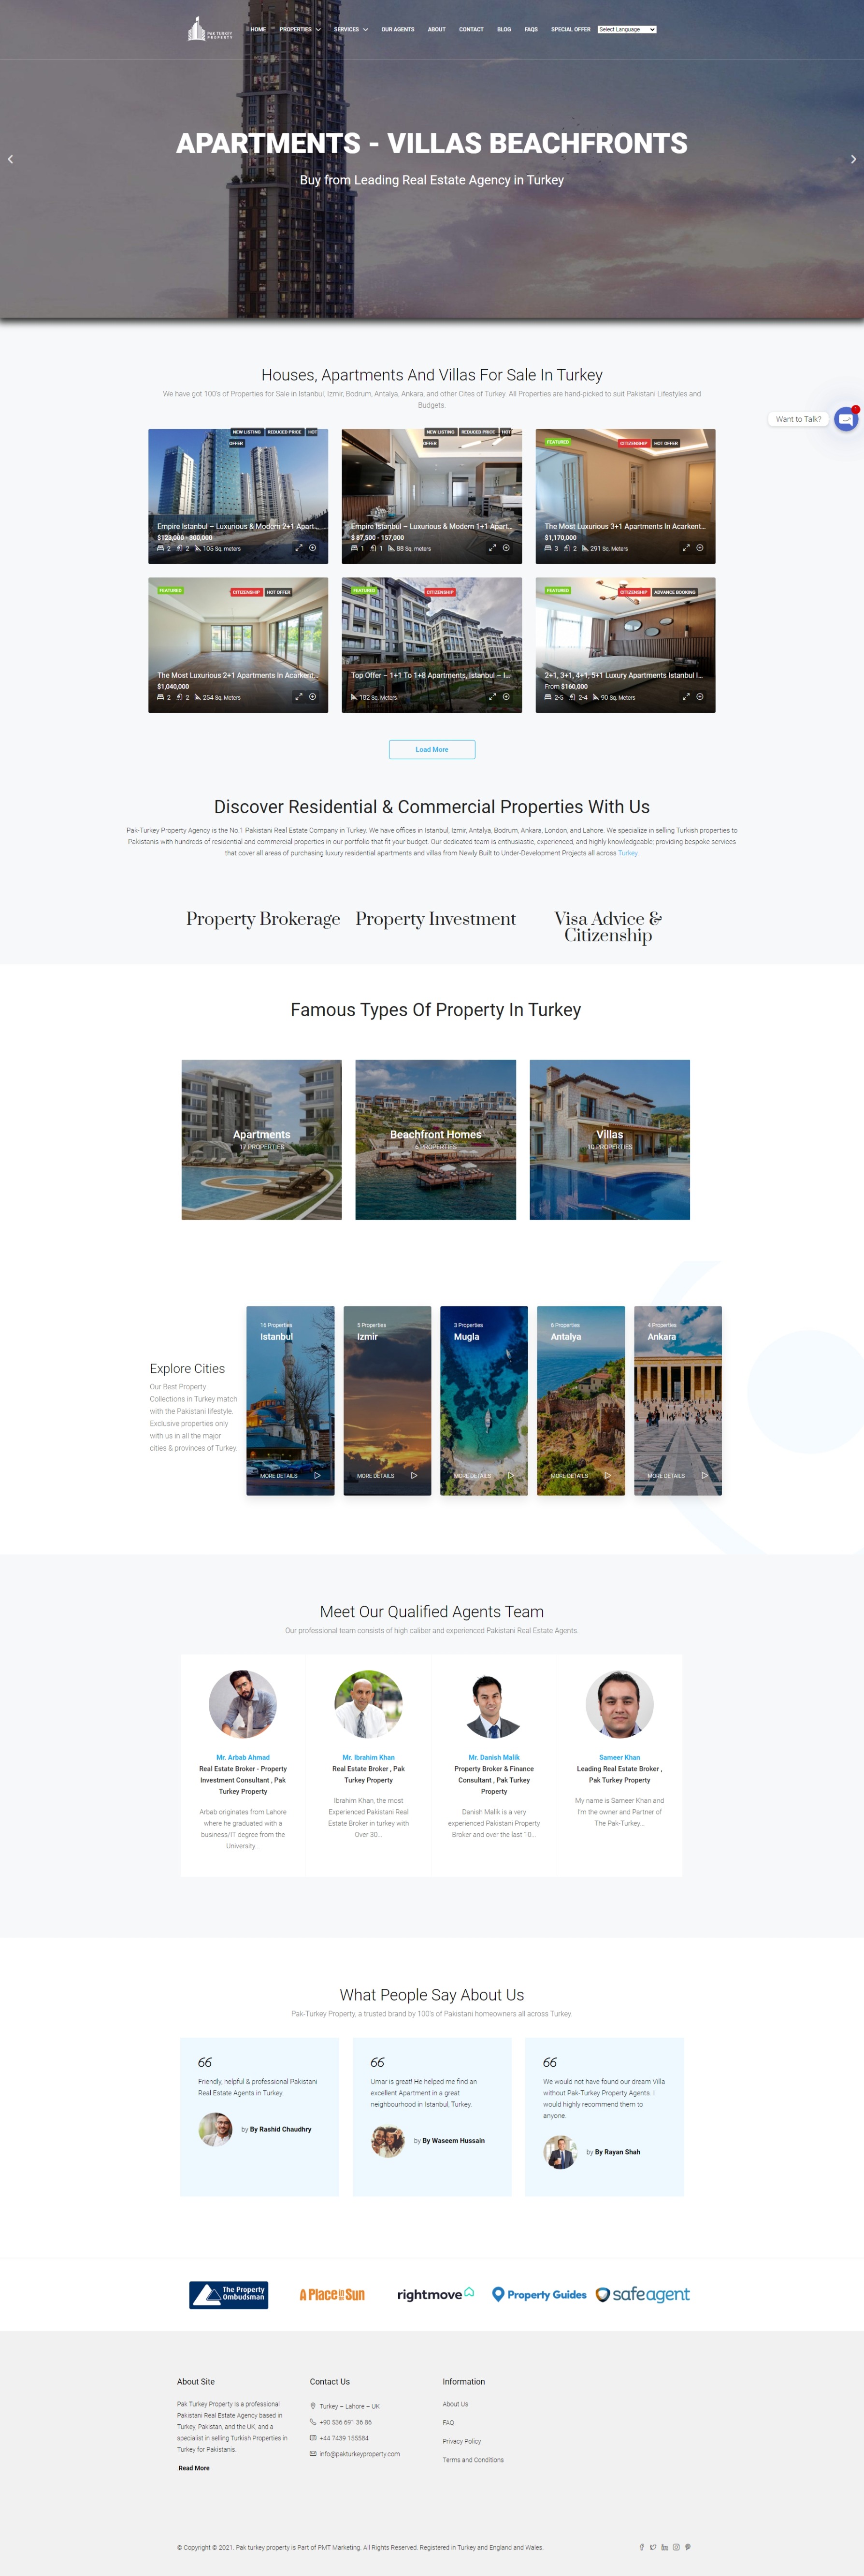 PAK TURKEY
PROPERTY
HOME PROPERTIES SERVICES OUR AGENTS ABOUT CONTACT BLOG FAQS SPECIAL OFFER Select Language
APARTMENTS - VILLAS BEACHFRONTS
Buy from Leading Real Estate Agency in Turkey
Houses, Apartments And Villas For Sale In Turkey
We have got 100's of Properties for Sale in Istanbul, Izmir, Bodrum, Antalya, Ankara, and other Cites of Turkey. All Properties are hand-picked to suit Pakistani Lifestyles and
Budgets.
Want to Talk?
1
NEW LISTING REDUCED PRICE HOT
OFFER
Empire Istanbul – Luxurious & Modern 2+1 Apart...
$123,000 - 300,000
2 2 105 Sq. meters
NEW LISTING REDUCED PRICE HOT
OFFER
Empire Istanbul – Luxurious & Modern 1+1 Apart...
$ 87,500 - 157,000
1 1 88 Sq. meters
FEATURED CITIZENSHIP HOT OFFER
The Most Luxurious 3+1 Apartments In Acarkent...
$1,170,000
3 2 291 Sq. Meters
FEATURED CITIZENSHIP HOT OFFER
The Most Luxurious 2+1 Apartments In Acarkent...
$1,040,000
2 2 254 Sq. Meters
FEATURED CITIZENSHIP
Top Offer – 1+1 To 1+8 Apartments, Istanbul – I...
182 Sq. Meters
FEATURED CITIZENSHIP ADVANCE BOOKING
2+1, 3+1, 4+1, 5+1 Luxury Apartments Istanbul I...
From $160,000
2-5 2-4 90 Sq. Meters
Load More
Discover Residential & Commercial Properties With Us
Pak-Turkey Property Agency is the No.1 Pakistani Real Estate Company in Turkey. We have offices in Istanbul, Izmir, Antalya, Bodrum, Ankara, London, and Lahore. We specialize in selling Turkish properties to
Pakistanis with hundreds of residential and commercial properties in our portfolio that fit your budget. Our dedicated team is enthusiastic, experienced, and highly knowledgeable; providing bespoke services
that cover all areas of purchasing luxury residential apartments and villas from Newly Built to Under-Development Projects all across Turkey.
Property Brokerage
Property Investment
Visa Advice &
Citizenship
Famous Types Of Property In Turkey
Apartments
17 PROPERTIES
Beachfront Homes
6 PROPERTIES
Villas
10 PROPERTIES
Explore Cities
Our Best Property
Collections in Turkey match
with the Pakistani lifestyle.
Exclusive properties only
with us in all the major
cities & provinces of Turkey.
16 Properties
Istanbul
MORE DETAILS
5 Properties
Izmir
MORE DETAILS
3 Properties
Mugla
MORE DETAILS
6 Properties
Antalya
MORE DETAILS
4 Properties
Ankara
MORE DETAILS
Meet Our Qualified Agents Team
Our professional team consists of high caliber and experienced Pakistani Real Estate Agents.
Mr. Arbab Ahmad
Real Estate Broker - Property
Investment Consultant , Pak
Turkey Property
Arbab originates from Lahore
where he graduated with a
business/IT degree from the
University...
Mr. Ibrahim Khan
Real Estate Broker , Pak
Turkey Property
Ibrahim Khan, the most
Experienced Pakistani Real
Estate Broker in turkey with
Over 30...
Mr. Danish Malik
Property Broker & Finance
Consultant , Pak Turkey
Property
Danish Malik is a very
experienced Pakistani Property
Broker and over the last 10...
Sameer Khan
Leading Real Estate Broker ,
Pak Turkey Property
My name is Sameer Khan and
I'm the owner and Partner of
The Pak-Turkey...
What People Say About Us
Pak-Turkey Property, a trusted brand by 100's of Pakistani homeowners all across Turkey.
Friendly, helpful & professional Pakistani
Real Estate Agents in Turkey.
by By Rashid Chaudhry
Umar is great! He helped me find an
excellent Apartment in a great
neighbourhood in Istanbul, Turkey.
by By Waseem Hussain
We would not have found our dream Villa
without Pak-Turkey Property Agents. I
would highly recommend them to
anyone.
by By Rayan Shah
The Property
Ombudsman
A Place in the Sun
rightmove
Property Guides
safeagent
About Site
Pak Turkey Property is a professional
Pakistani Real Estate Agency based in
Turkey, Pakistan, and the UK; and a
specialist in selling Turkish Properties in
Turkey for Pakistanis.
Read More
Contact Us
Turkey – Lahore – UK
+90 536 691 36 86
+44 7439 155584
info@pakturkeyproperty.com
Information
About Us
FAQ
Privacy Policy
Terms and Conditions
© Copyright © 2021. Pak turkey property is Part of PMT Marketing. All Rights Reserved. Registered in Turkey and England and Wales.